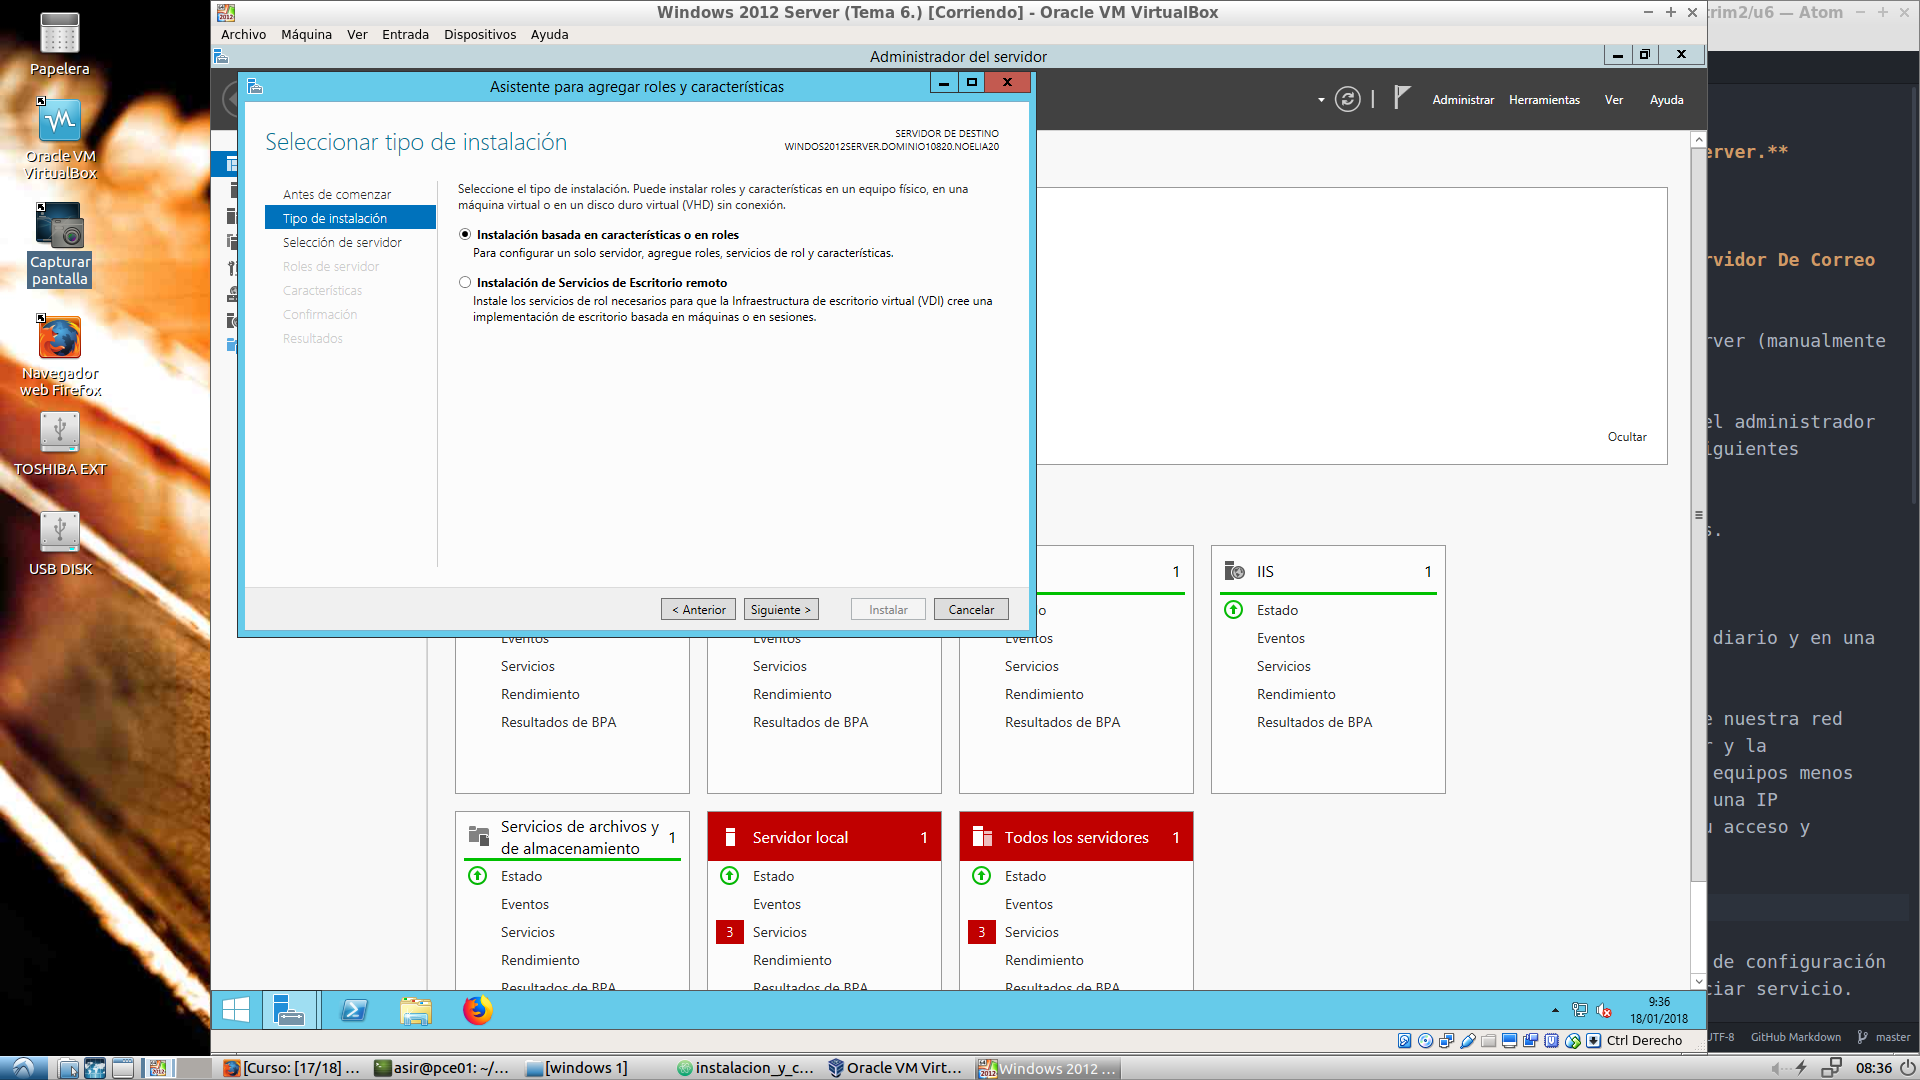 Papelera
Oracle VM
VirtualBox
Capturar
pantalla
Navegador
web Firefox
TOSHIBA EXT
USB DISK
Windows 2012 Server (Tema 6.) [Corriendo] - Oracle VM VirtualBox
Archivo Máquina Ver Entrada Dispositivos Ayuda
Administrador del servidor
Administrar Herramientas Ver Ayuda
Asistente para agregar roles y características
Seleccionar tipo de instalación
SERVIDOR DE DESTINO
WINDOS2012SERVER.DOMINIO10820.NOELIA20
Antes de comenzar
Tipo de instalación
Selección de servidor
Roles de servidor
Características
Confirmación
Resultados
Seleccione el tipo de instalación. Puede instalar roles y características en un equipo físico, en una
máquina virtual o en un disco duro virtual (VHD) sin conexión.
Instalación basada en características o en roles
Para configurar un solo servidor, agregue roles, servicios de rol y características.
Instalación de Servicios de Escritorio remoto
Instale los servicios de rol necesarios para que la Infraestructura de escritorio virtual (VDI) cree una
implementación de escritorio basada en máquinas o en sesiones.
< Anterior Siguiente > Instalar Cancelar
Ocultar
Eventos
Servicios
Rendimiento
Resultados de BPA
Eventos
Servicios
Rendimiento
Resultados de BPA
1
o
Eventos
Servicios
Rendimiento
Resultados de BPA
IIS 1
Estado
Eventos
Servicios
Rendimiento
Resultados de BPA
Servicios de archivos y
de almacenamiento 1
Estado
Eventos
Servicios
Rendimiento
Resultados de BPA
Servidor local 1
Estado
Eventos
3 Servicios
Rendimiento
Resultados de BPA
Todos los servidores 1
Estado
Eventos
3 Servicios
Rendimiento
Resultados de BPA
9:36
18/01/2018
Ctrl Derecho
trim2/u6 — Atom
erver.**
rvidor De Correo
rver (manualmente
el administrador
iguientes
s.
diario y en una
e nuestra red
r y la
equipos menos
una IP
u acceso y
de configuración
ciar servicio.
UTF-8 GitHub Markdown master
[Curso: [17/18] ... asir@pce01: ~/... [windows 1] instalacion_y_c... Oracle VM Virt... Windows 2012 ... 08:36